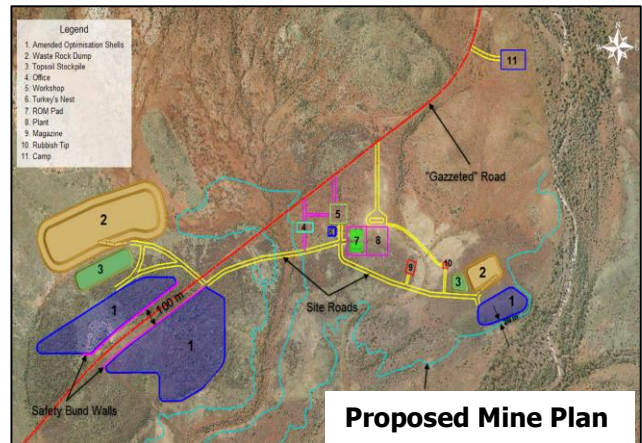 Legend
1. Amended Optimisation Shells
2. Waste Rock Dump
3. Topsoil Stockpile
4. Office
5. Workshop
6. Turkey's Nest
7. ROM Pad
8. Plant
9. Magazine
10. Rubbish Tip
11. Camp
N
11
"Gazzeted" Road
2
5
4
6
7
8
3
9
10
3
2
1
1
100 m
1
Site Roads
20 m
Safety Bund Walls
Proposed Mine Plan